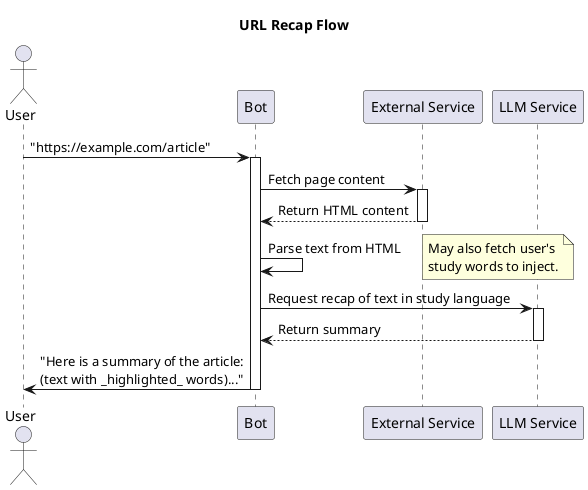 URL Recap Flow
User
Bot
External Service
LLM Service
"https://example.com/article"
Fetch page content
Return HTML content
Parse text from HTML
May also fetch user's
study words to inject.
Request recap of text in study language
Return summary
"Here is a summary of the article:
(text with _highlighted_ words)..."
User
Bot
External Service
LLM Service